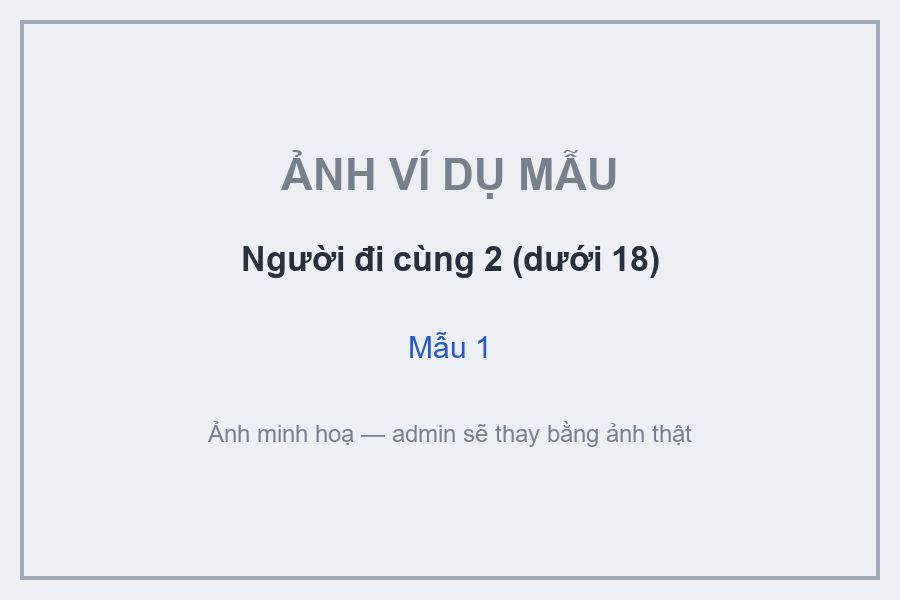 ẢNH VÍ DỤ MẪU
Người đi cùng 2 (dưới 18)
Mẫu 1
Ảnh minh hoạ — admin sẽ thay bằng ảnh thật